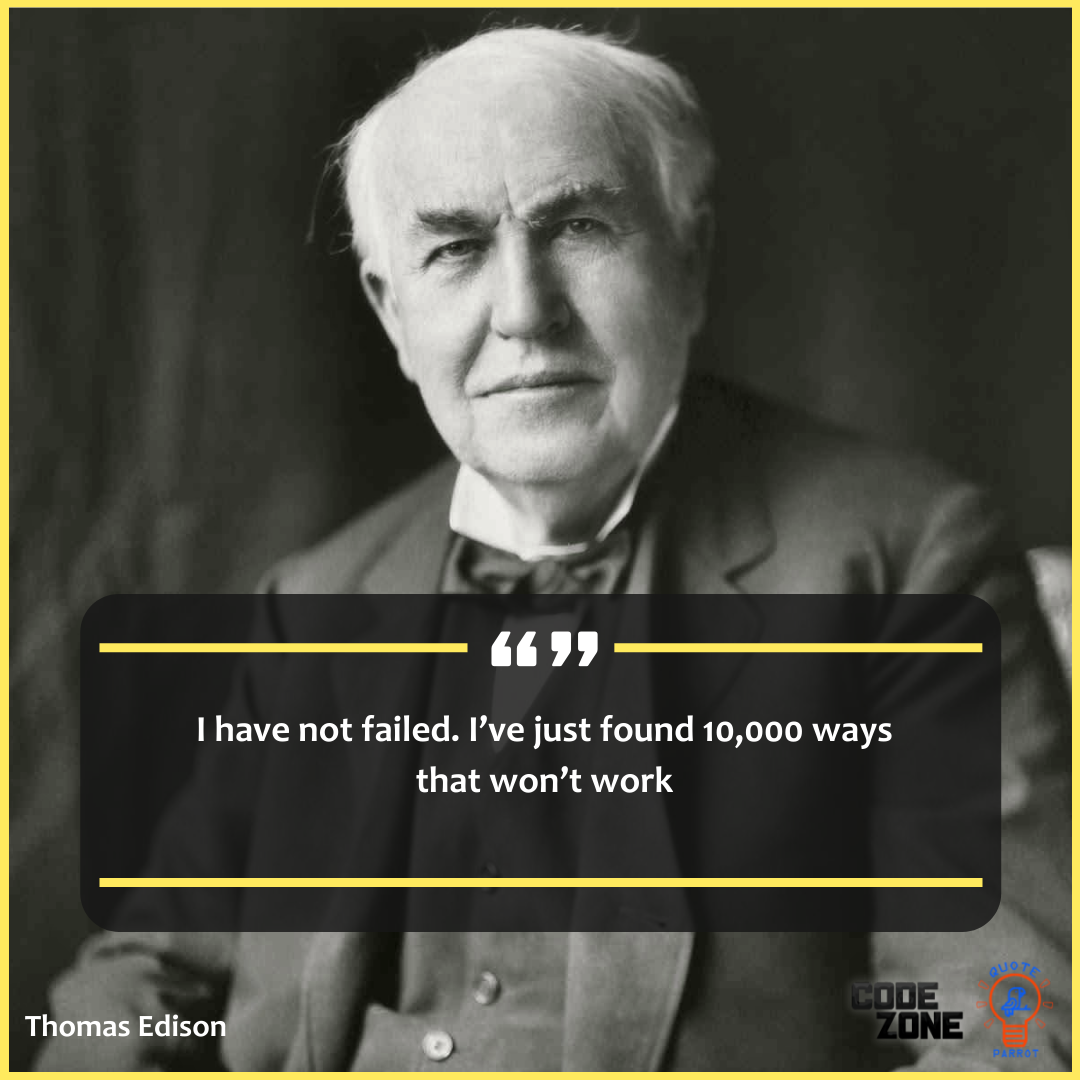 I have not failed. I’ve just found 10,000 ways
that won’t work
Thomas Edison
CODE
ZONE
QUOTE
PARROT